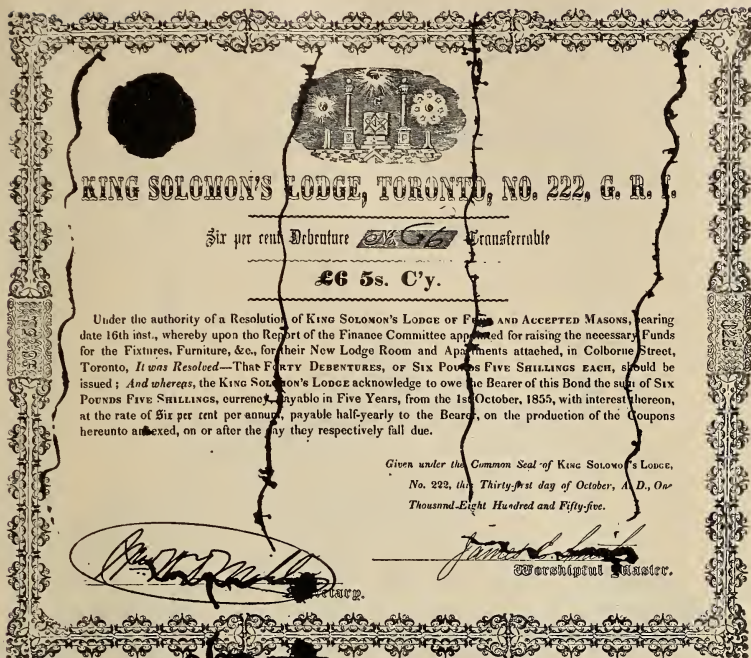 KING SOLOMON'S LODGE, TORONTO, NO. 222, G. R. I.
Six per cent Debenture No. 36 Transferrable
£6 5s. C'y.
Under the authority of a Resolution of KING SOLOMON'S LODGE OF FREE AND ACCEPTED MASONS, bearing
date 16th inst., whereby upon the Report of the Finance Committee appointed for raising the necessary Funds
for the Fixtures, Furniture, &c., for their New Lodge Room and Apartments attached, in Colborne Street,
Toronto, It was Resolved—That FORTY DEBENTURES, OF SIX POUNDS FIVE SHILLINGS EACH, should be
issued; And whereas, the KING SOLOMON'S LODGE acknowledge to owe the Bearer of this Bond the sum of SIX
POUNDS FIVE SHILLINGS, currency, payable in Five Years, from the 1st October, 1855, with interest thereon,
at the rate of Six per cent per annum, payable half-yearly to the Bearer, on the production of the Coupons
hereunto annexed, on or after the day they respectively fall due.
Given under the Common Seal of KING SOLOMON'S LODGE,
No. 222, this Thirty-first day of October, A. D., One
Thousand Eight Hundred and Fifty-five.
James E. Smith
Worshipful Master.
Secretary.